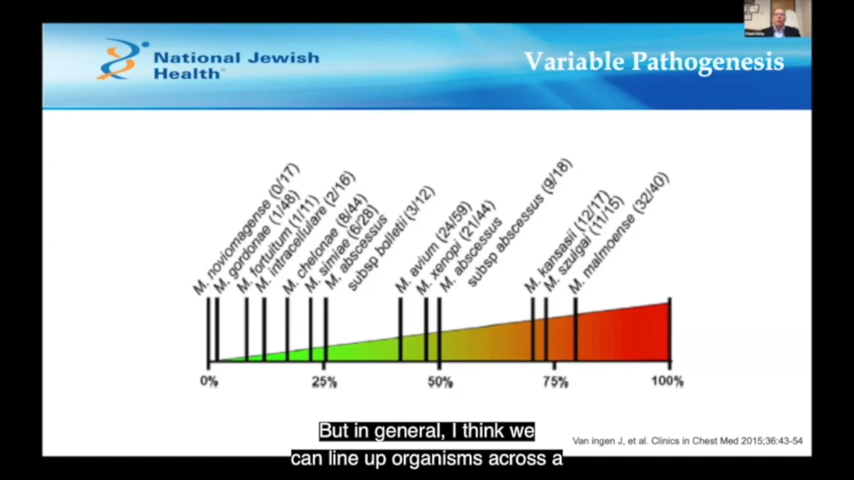 National Jewish
Health®
Variable Pathogenesis
M. noviomagense (0/17)
M. gordonae (1/48)
M. fortuitum (1/11)
M. intracellulare (2/16)
M. chelonae (8/44)
M. simiae (6/28)
M. abscessus
subsp bolletii (3/12)
M. avium (24/59)
M. xenopi (21/44)
M. abscessus
subsp abscessus (9/18)
M. kansasii (12/17)
M. szulgai (11/15)
M. malmoense (32/40)
0%
25%
50%
75%
100%
Van ingen J, et al. Clinics in Chest Med 2015;36:43-54
But in general, I think we
can line up organisms across a